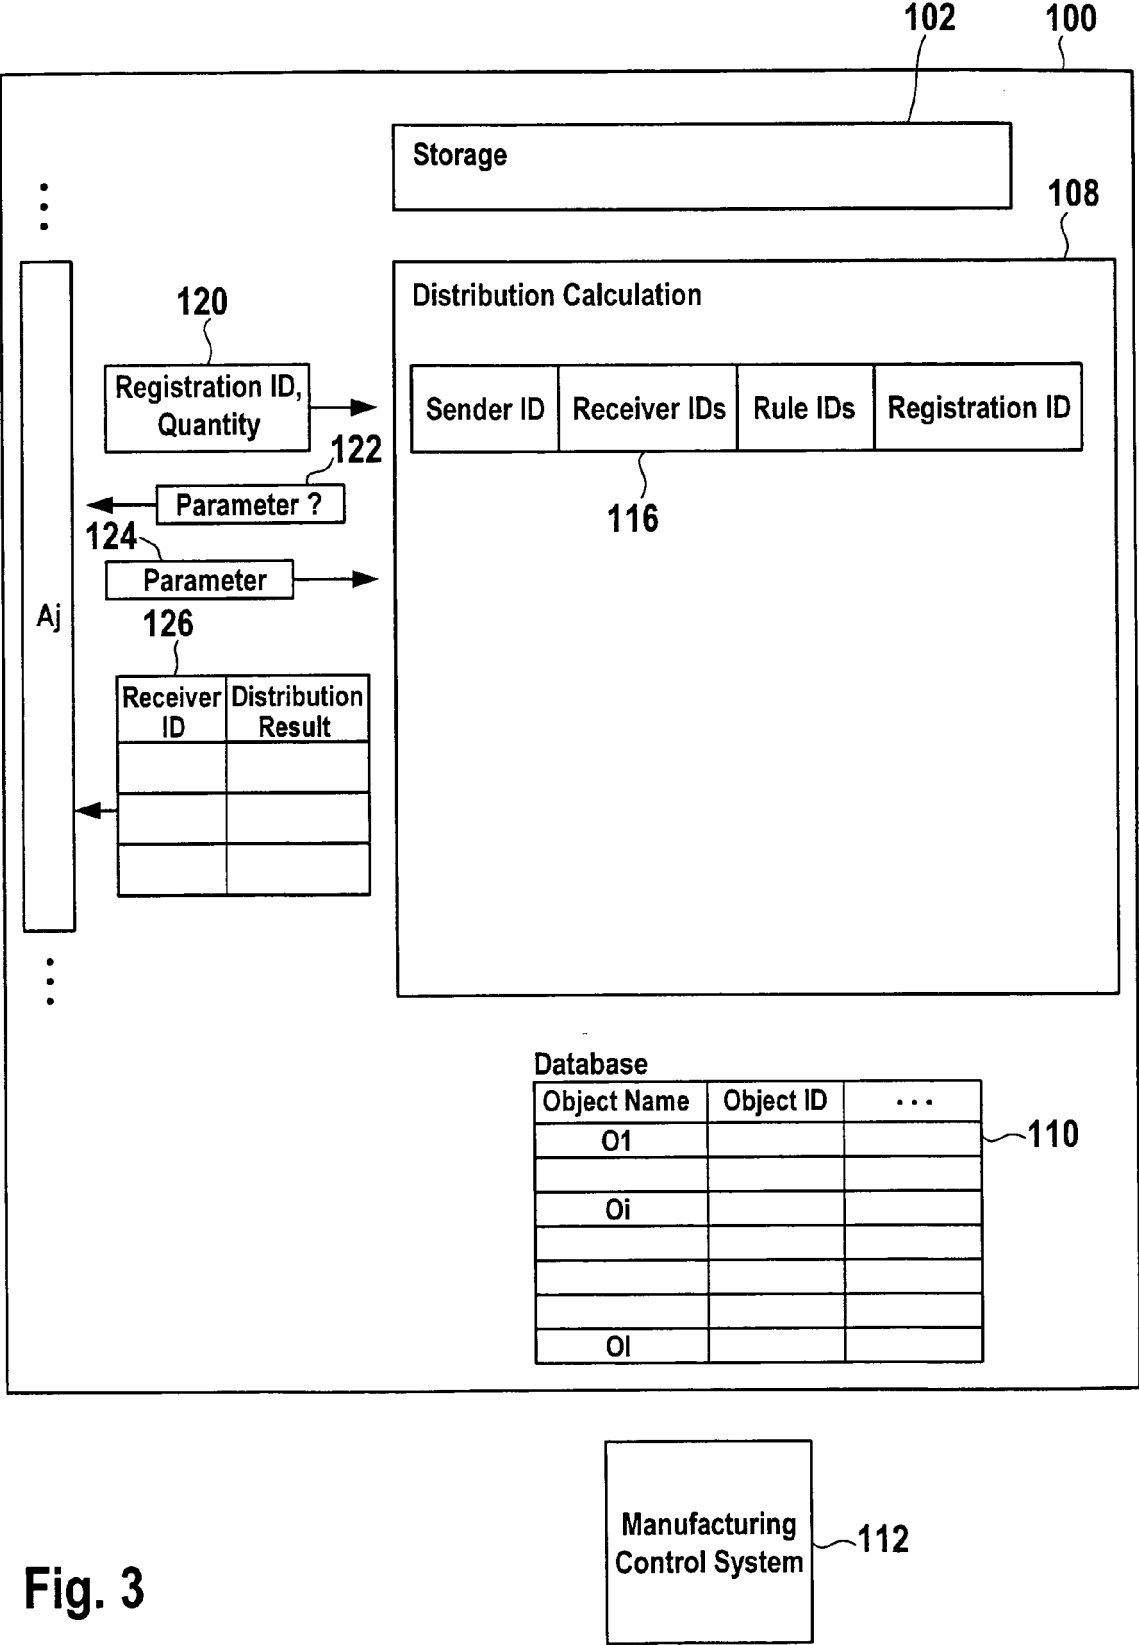 102
100
Storage
108
Distribution Calculation
120
Registration ID,
Quantity
Sender ID
Receiver IDs
Rule IDs
Registration ID
122
Parameter ?
116
124
Parameter
Aj
126
Receiver
ID
Distribution
Result
Database
Object Name
Object ID
...
O1
110
Oi
OI
Manufacturing
Control System
112
Fig. 3